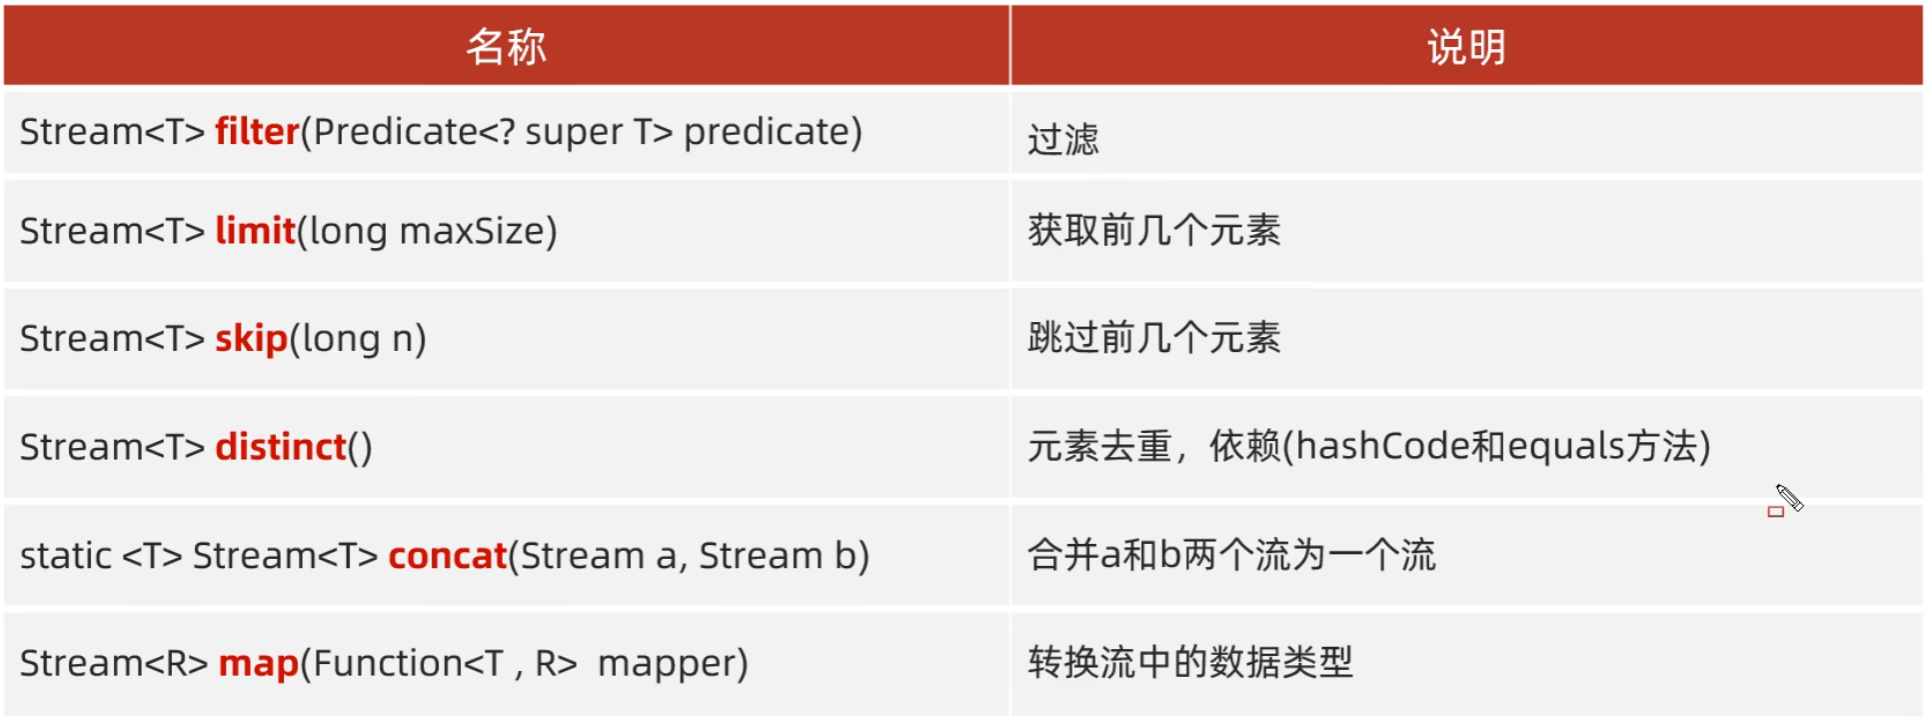 名称 说明
Stream<T> filter(Predicate<? super T> predicate) 过滤
Stream<T> limit(long maxSize) 获取前几个元素
Stream<T> skip(long n) 跳过前几个元素
Stream<T> distinct() 元素去重，依赖(hashCode和equals方法)
static <T> Stream<T> concat(Stream a, Stream b) 合并a和b两个流为一个流
Stream<R> map(Function<T , R>  mapper) 转换流中的数据类型